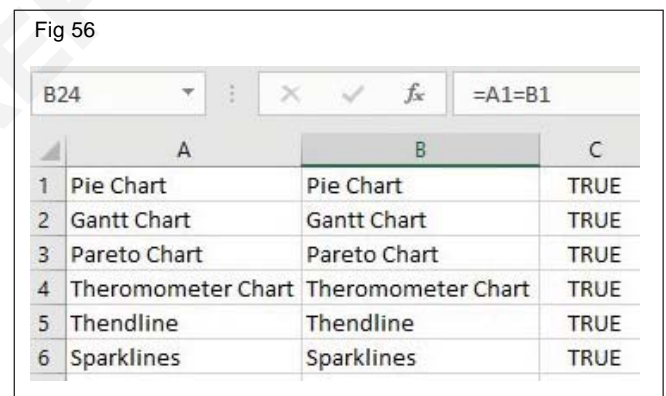 Fig 56
B24 fx =A1=B1
A B C
1 Pie Chart Pie Chart TRUE
2 Gantt Chart Gantt Chart TRUE
3 Pareto Chart Pareto Chart TRUE
4 Theromometer Chart Theromometer Chart TRUE
5 Thendline Thendline TRUE
6 Sparklines Sparklines TRUE